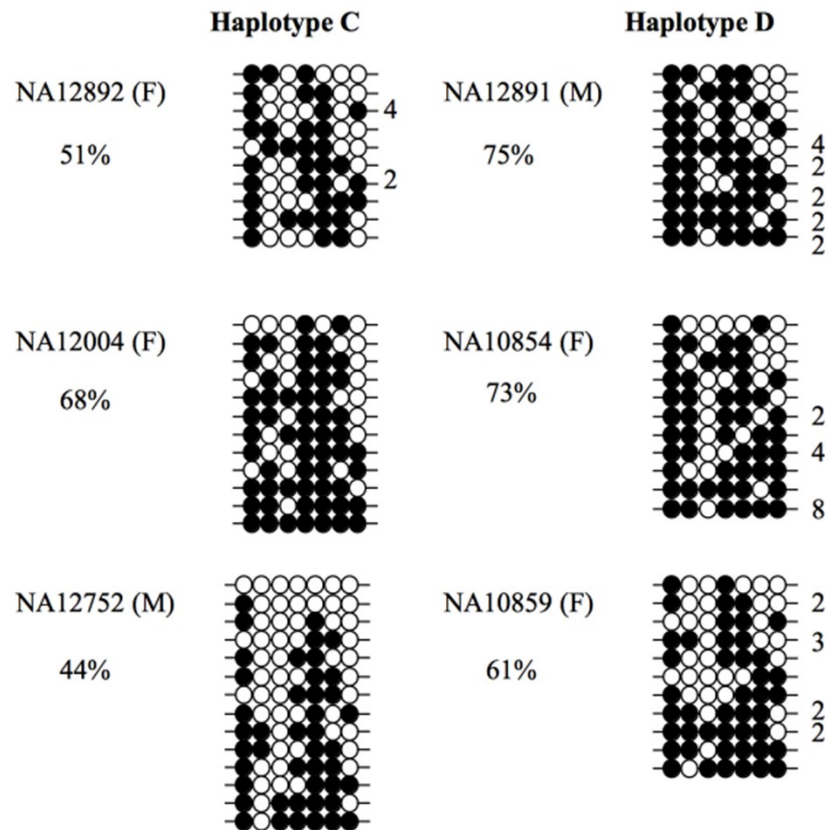 Haplotype C
Haplotype D
NA12892 (F)
51%
4
2
NA12891 (M)
75%
4
2
2
2
2
NA12004 (F)
68%
NA10854 (F)
73%
2
4
8
NA12752 (M)
44%
NA10859 (F)
61%
2
3
2
2